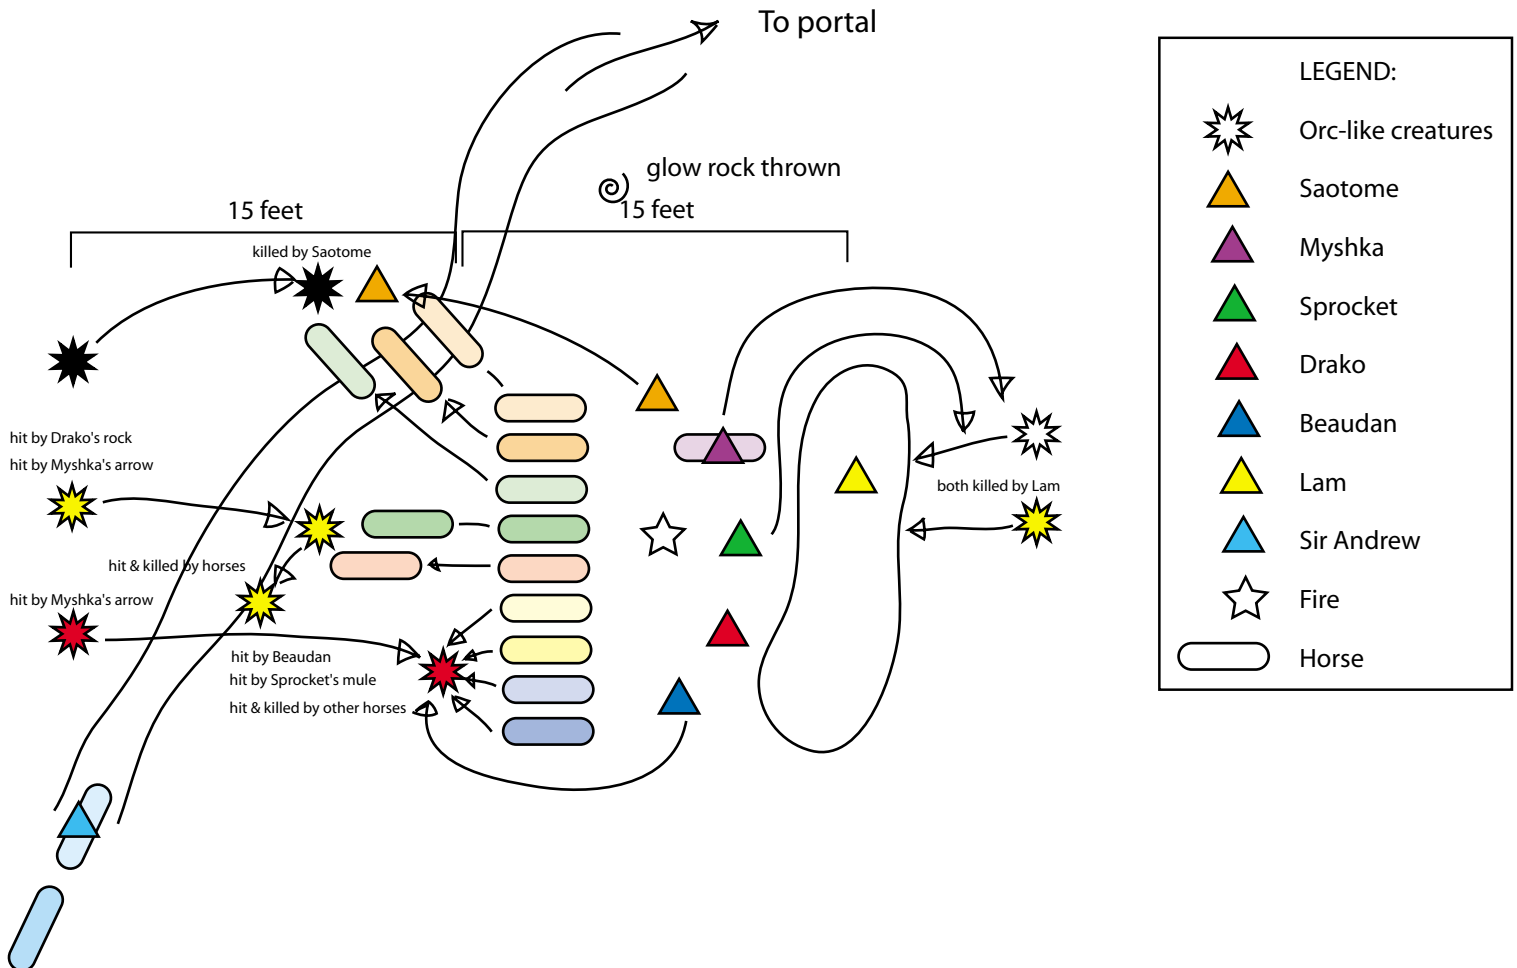 To portal
glow rock thrown
15 feet
15 feet
killed by Saotome
hit by Drako's rock
hit by Myshka's arrow
both killed by Lam
hit & killed by horses
hit by Myshka's arrow
hit by Beaudan
hit by Sprocket's mule
hit & killed by other horses
LEGEND:
Orc-like creatures
Saotome
Myshka
Sprocket
Drako
Beaudan
Lam
Sir Andrew
Fire
Horse